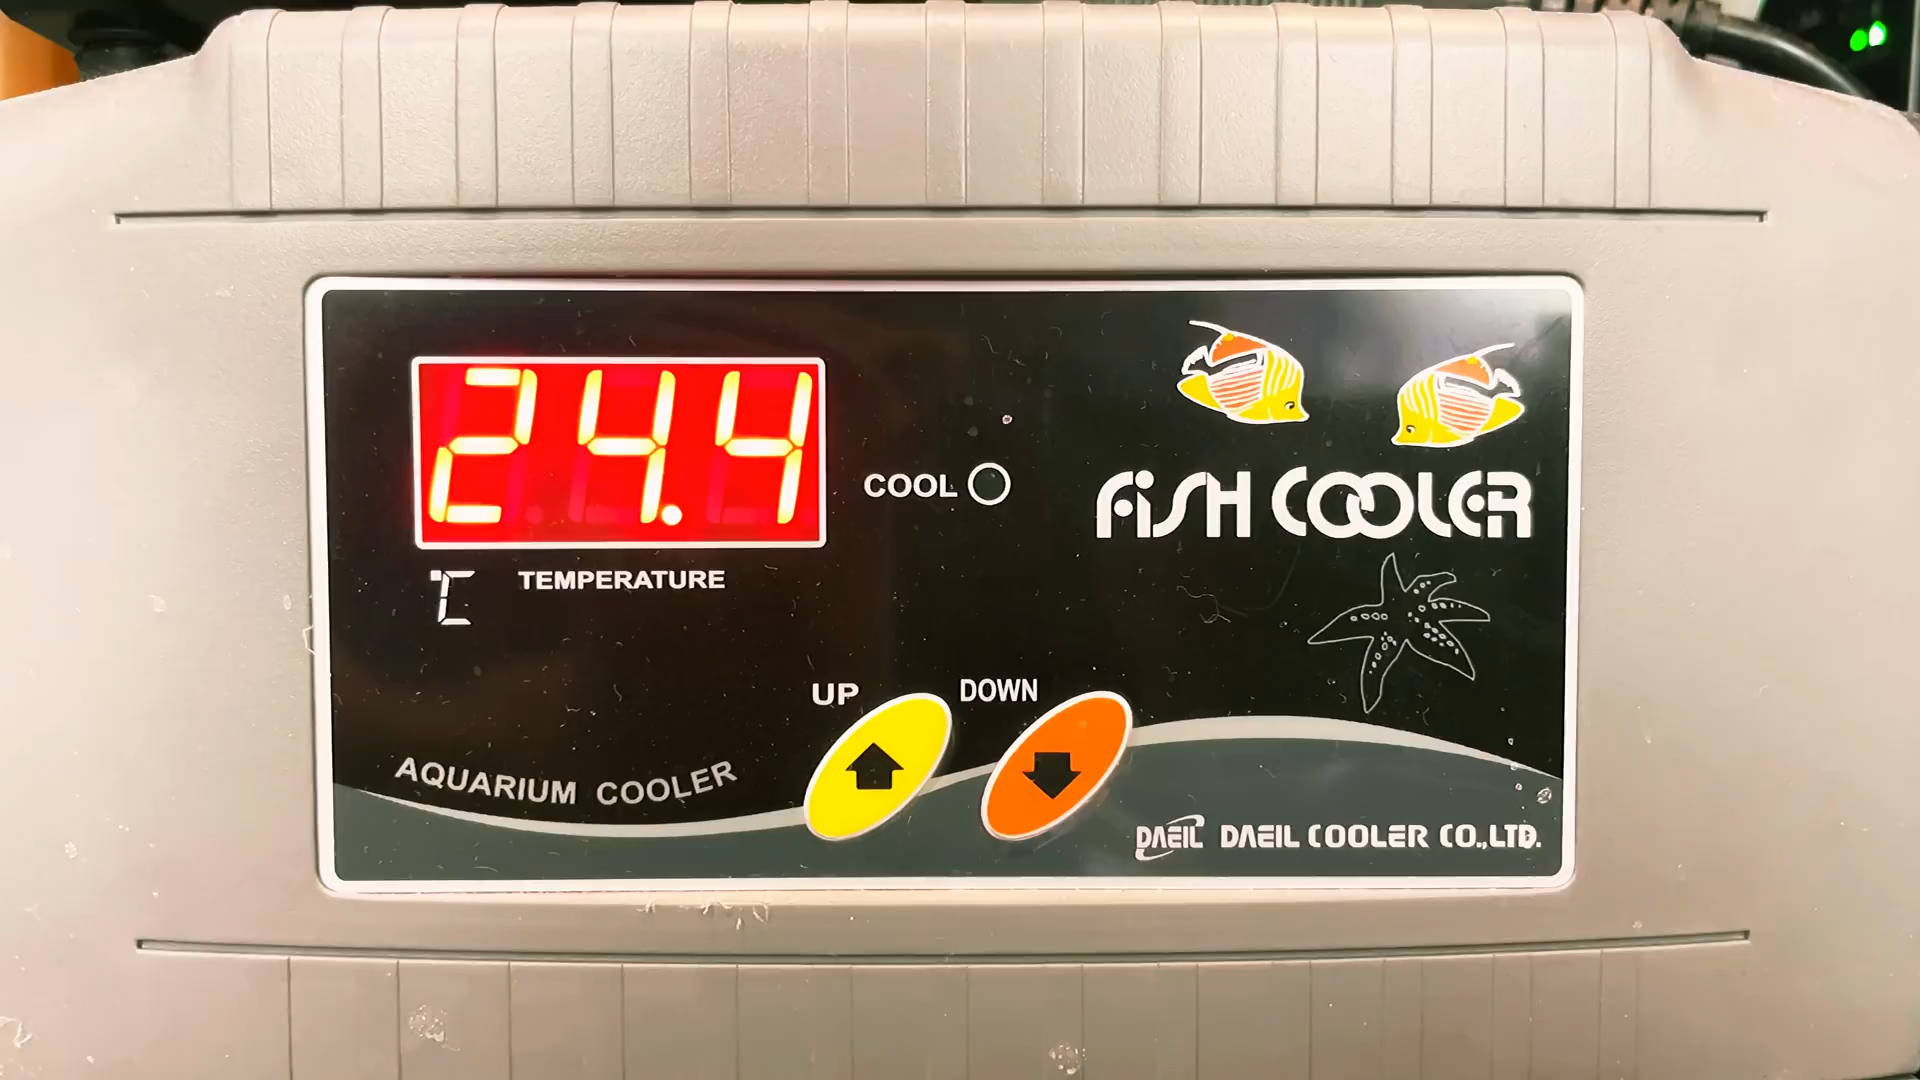 24.4
COOL
FiSH COOLER
°C TEMPERATURE
UP DOWN
AQUARIUM COOLER
DAEIL DAEIL COOLER CO.,LTD.